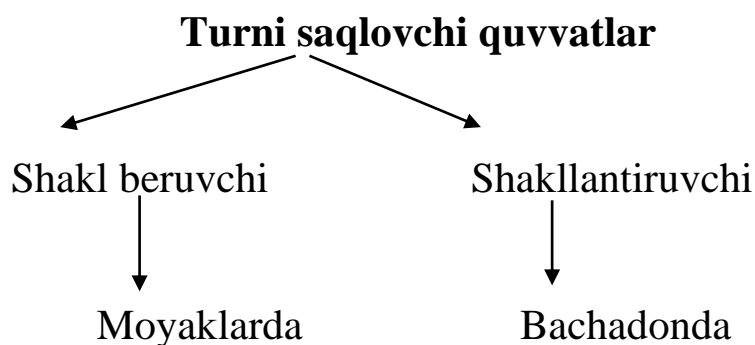 Turni saqlovchi quvvatlar
Shakl beruvchi Shakllantiruvchi
Moyaklarda Bachadonda